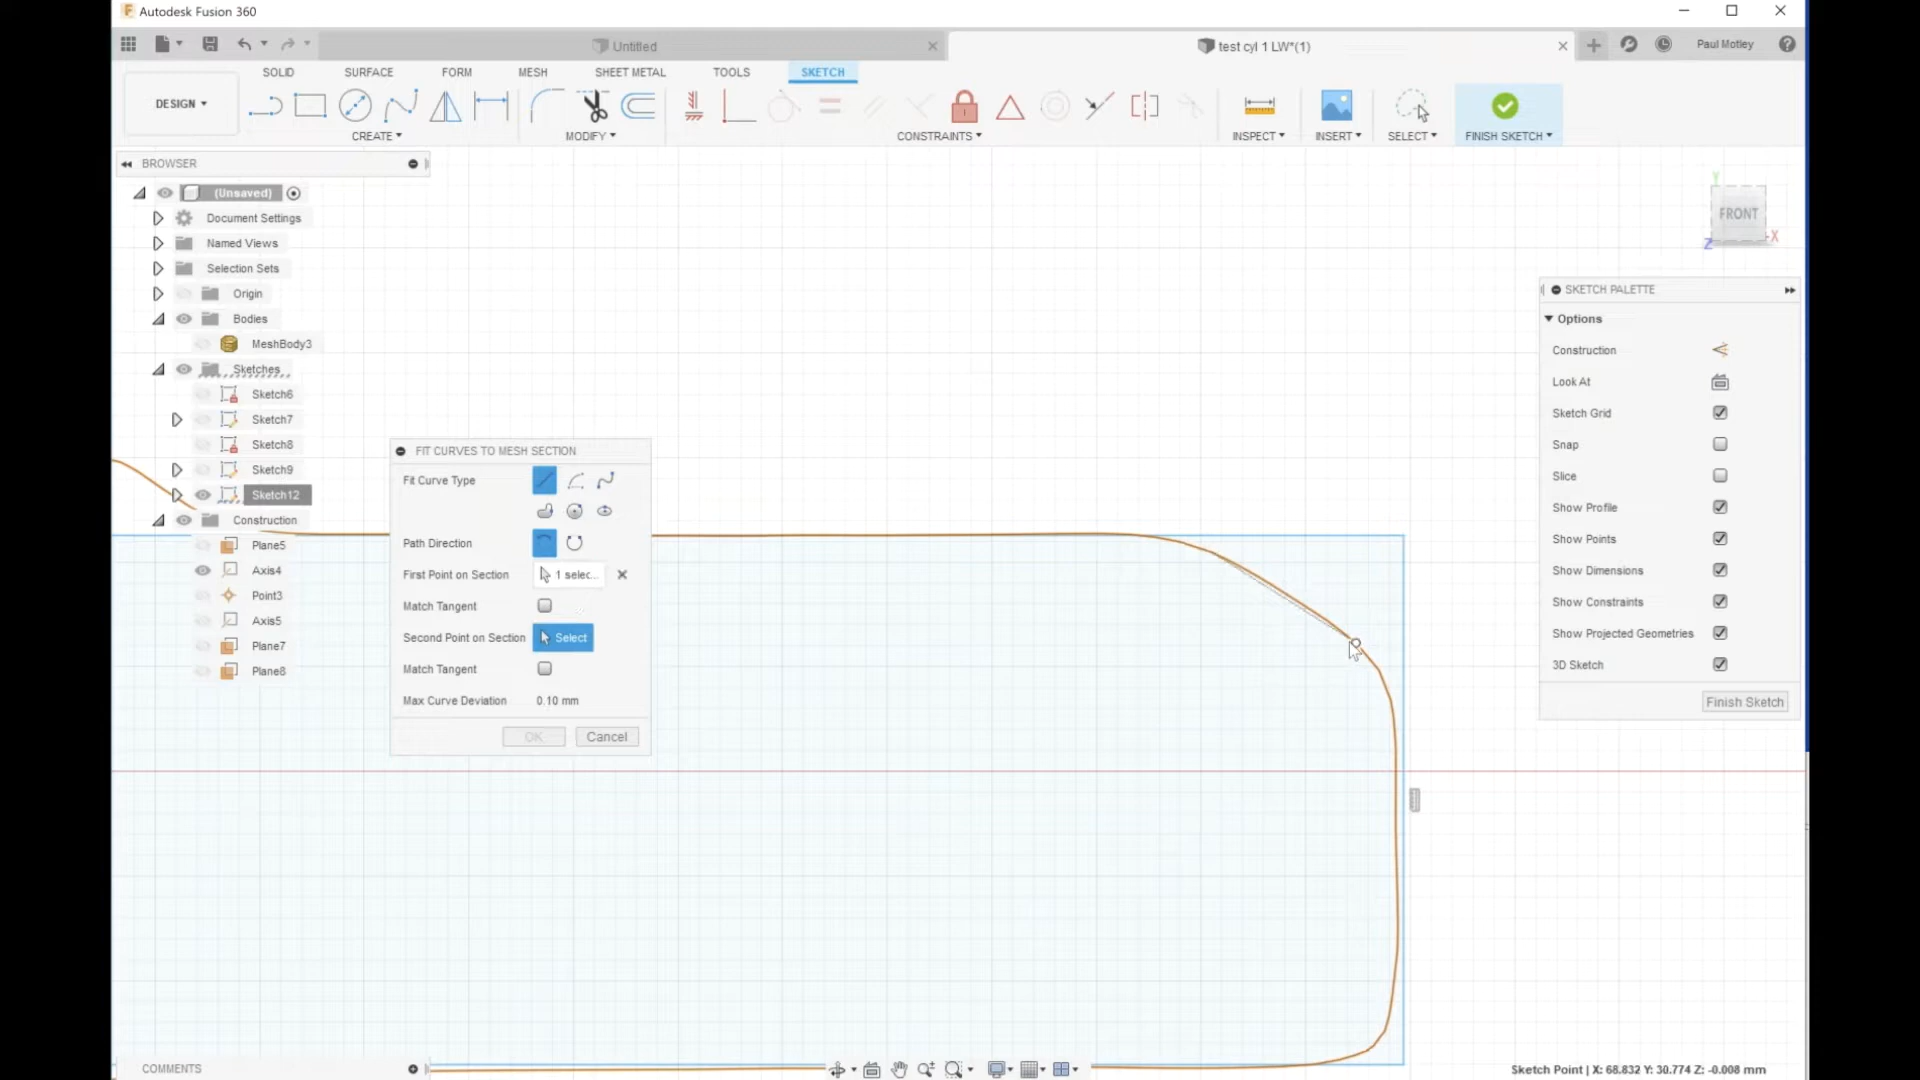 Autodesk Fusion 360
Untitled
test cyl 1 LW*(1)
Paul Motley
DESIGN
SOLID
SURFACE
FORM
MESH
SHEET METAL
TOOLS
SKETCH
CREATE
MODIFY
CONSTRAINTS
INSPECT
INSERT
SELECT
FINISH SKETCH
BROWSER
(Unsaved)
Document Settings
Named Views
Selection Sets
Origin
Bodies
MeshBody3
Sketches
Sketch6
Sketch7
Sketch8
Sketch9
Sketch12
Construction
Plane5
Axis4
Point3
Axis5
Plane7
Plane8
FIT CURVES TO MESH SECTION
Fit Curve Type
Path Direction
First Point on Section 1 selec...
Match Tangent
Second Point on Section Select
Match Tangent
Max Curve Deviation 0.10 mm
OK Cancel
Y
FRONT
Z
X
SKETCH PALETTE
Options
Construction
Look At
Sketch Grid
Snap
Slice
Show Profile
Show Points
Show Dimensions
Show Constraints
Show Projected Geometries
3D Sketch
Finish Sketch
COMMENTS
Sketch Point | X: 68.832 Y: 30.774 Z: -0.008 mm